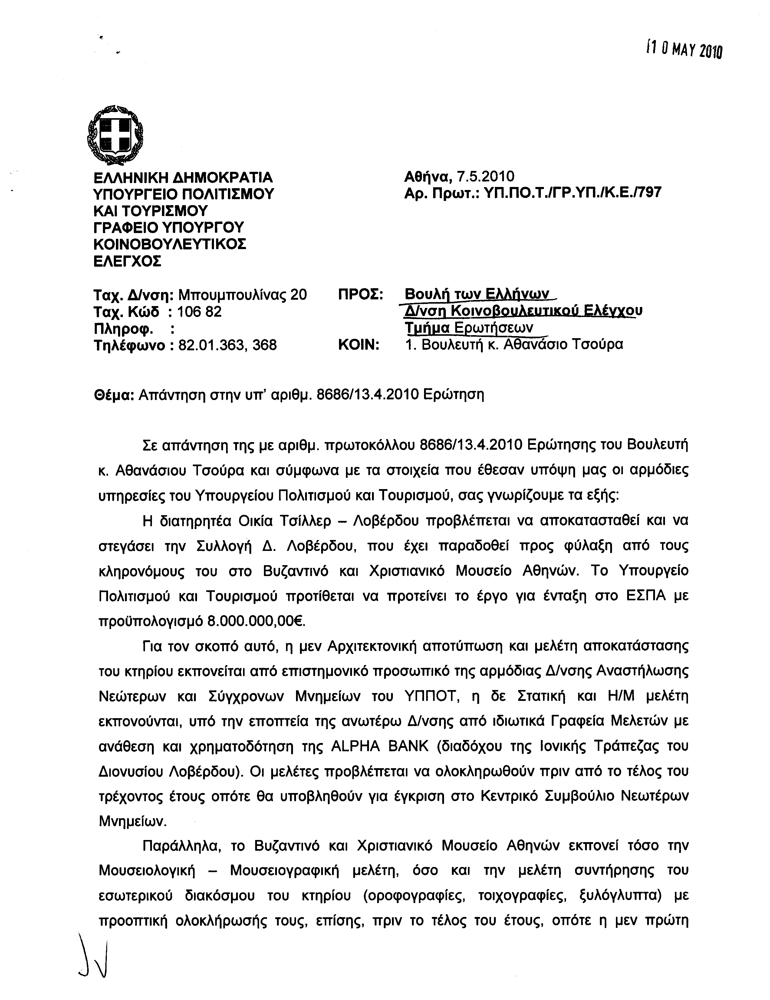 10 MAY 2010
ΕΛΛΗΝΙΚΗ ΔΗΜΟΚΡΑΤΙΑ
ΥΠΟΥΡΓΕΙΟ ΠΟΛΙΤΙΣΜΟΥ
ΚΑΙ ΤΟΥΡΙΣΜΟΥ
ΓΡΑΦΕΙΟ ΥΠΟΥΡΓΟΥ
ΚΟΙΝΟΒΟΥΛΕΥΤΙΚΟΣ
ΕΛΕΓΧΟΣ
Αθήνα, 7.5.2010
Αρ. Πρωτ.: ΥΠ.ΠΟ.Τ./ΓΡ.ΥΠ./Κ.Ε./797
Ταχ. Δ/νση: Μπουμπουλίνας 20
Ταχ. Κώδ : 106 82
Πληροφ. :
Τηλέφωνο : 82.01.363, 368
ΠΡΟΣ: Βουλή των Ελλήνων
Δ/νση Κοινοβουλευτικού Ελέγχου
Τμήμα Ερωτήσεων
ΚΟΙΝ: 1. Βουλευτή κ. Αθανάσιο Τσούρα
Θέμα: Απάντηση στην υπ’ αριθμ. 8686/13.4.2010 Ερώτηση
Σε απάντηση της με αριθμ. πρωτοκόλλου 8686/13.4.2010 Ερώτησης του Βουλευτή
κ. Αθανάσιου Τσούρα και σύμφωνα με τα στοιχεία που έθεσαν υπόψη μας οι αρμόδιες
υπηρεσίες του Υπουργείου Πολιτισμού και Τουρισμού, σας γνωρίζουμε τα εξής:
Η διατηρητέα Οικία Τσίλλερ – Λοβέρδου προβλέπεται να αποκατασταθεί και να
στεγάσει την Συλλογή Δ. Λοβέρδου, που έχει παραδοθεί προς φύλαξη από τους
κληρονόμους του στο Βυζαντινό και Χριστιανικό Μουσείο Αθηνών. Το Υπουργείο
Πολιτισμού και Τουρισμού προτίθεται να προτείνει το έργο για ένταξη στο ΕΣΠΑ με
προϋπολογισμό 8.000.000,00€.
Για τον σκοπό αυτό, η μεν Αρχιτεκτονική αποτύπωση και μελέτη αποκατάστασης
του κτηρίου εκπονείται από επιστημονικό προσωπικό της αρμόδιας Δ/νσης Αναστήλωσης
Νεώτερων και Σύγχρονων Μνημείων του ΥΠΠΟΤ, η δε Στατική και Η/Μ μελέτη
εκπονούνται, υπό την εποπτεία της ανωτέρω Δ/νσης από ιδιωτικά Γραφεία Μελετών με
ανάθεση και χρηματοδότηση της ALPHA BANK (διαδόχου της Ιονικής Τράπεζας του
Διονυσίου Λοβέρδου). Οι μελέτες προβλέπεται να ολοκληρωθούν πριν από το τέλος του
τρέχοντος έτους οπότε θα υποβληθούν για έγκριση στο Κεντρικό Συμβούλιο Νεωτέρων
Μνημείων.
Παράλληλα, το Βυζαντινό και Χριστιανικό Μουσείο Αθηνών εκπονεί τόσο την
Μουσειολογική – Μουσειογραφική μελέτη, όσο και την μελέτη συντήρησης του
εσωτερικού διακόσμου του κτηρίου (οροφογραφίες, τοιχογραφίες, ξυλόγλυπτα) με
προοπτική ολοκλήρωσής τους, επίσης, πριν το τέλος του έτους, οπότε η μεν πρώτη